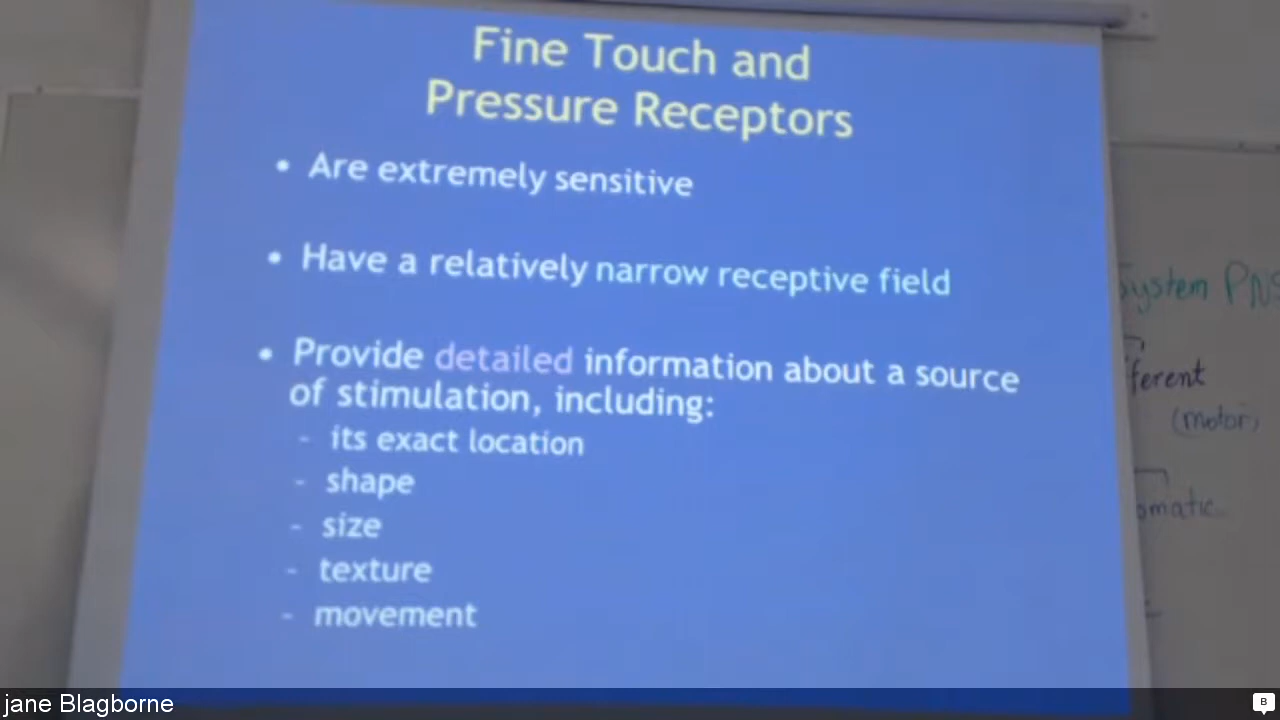 Fine Touch and
Pressure Receptors
• Are extremely sensitive
• Have a relatively narrow receptive field
• Provide detailed information about a source
of stimulation, including:
- its exact location
- shape
- size
- texture
- movement
System PNS
fferent
(motor)
omatic
jane Blagborne
B